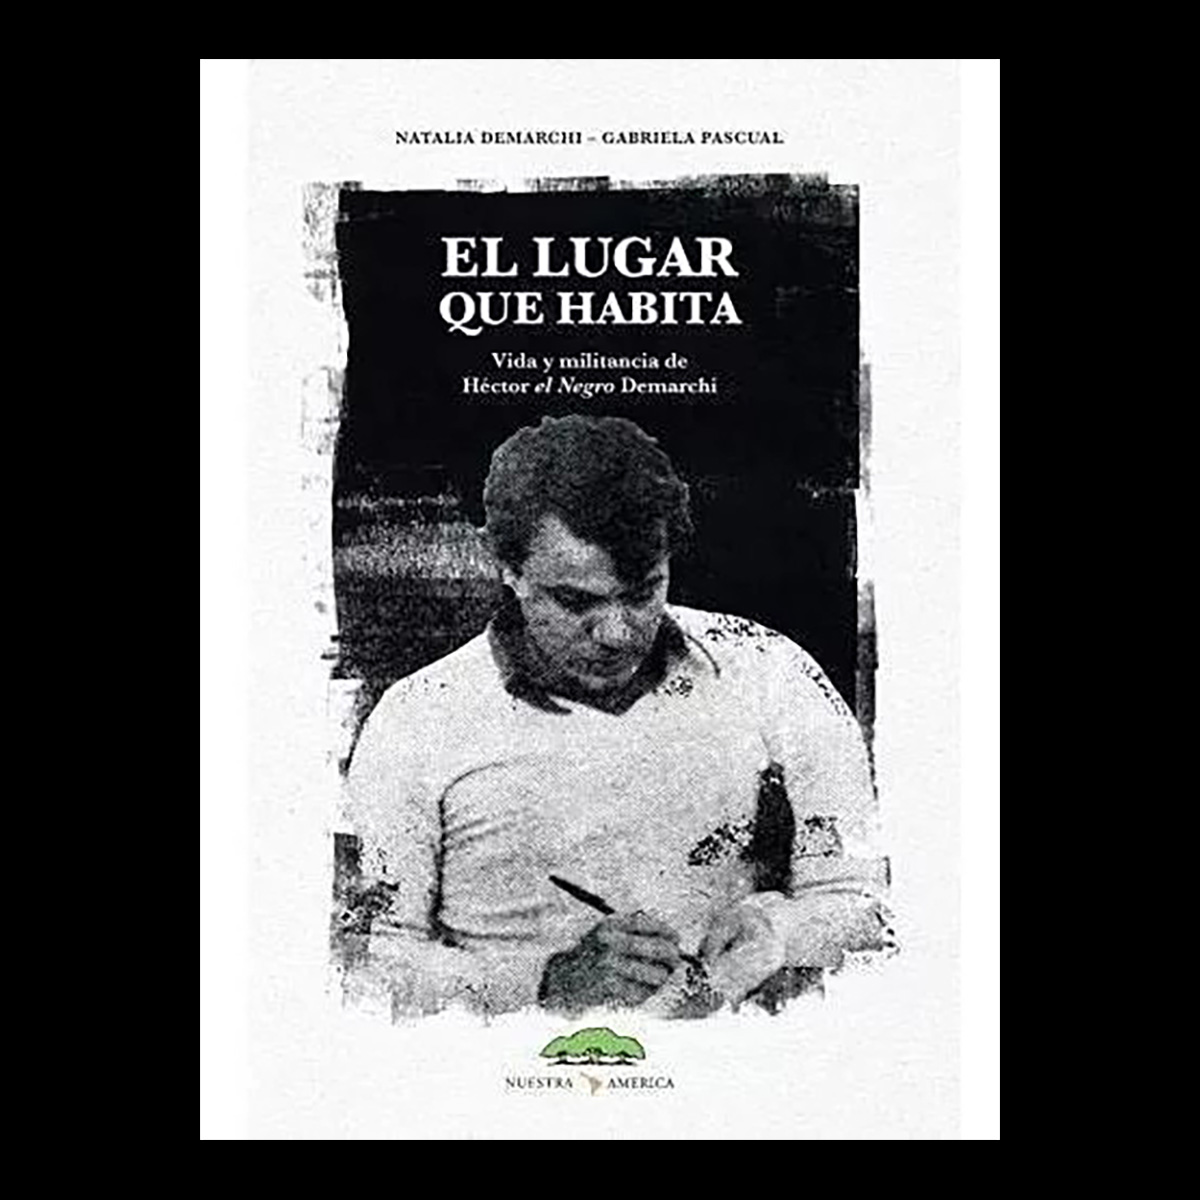 NATALIA DEMARCHI – GABRIELA PASCUAL
EL LUGAR
QUE HABITA
Vida y militancia de
Héctor el Negro Demarchi
NUESTRA AMERICA